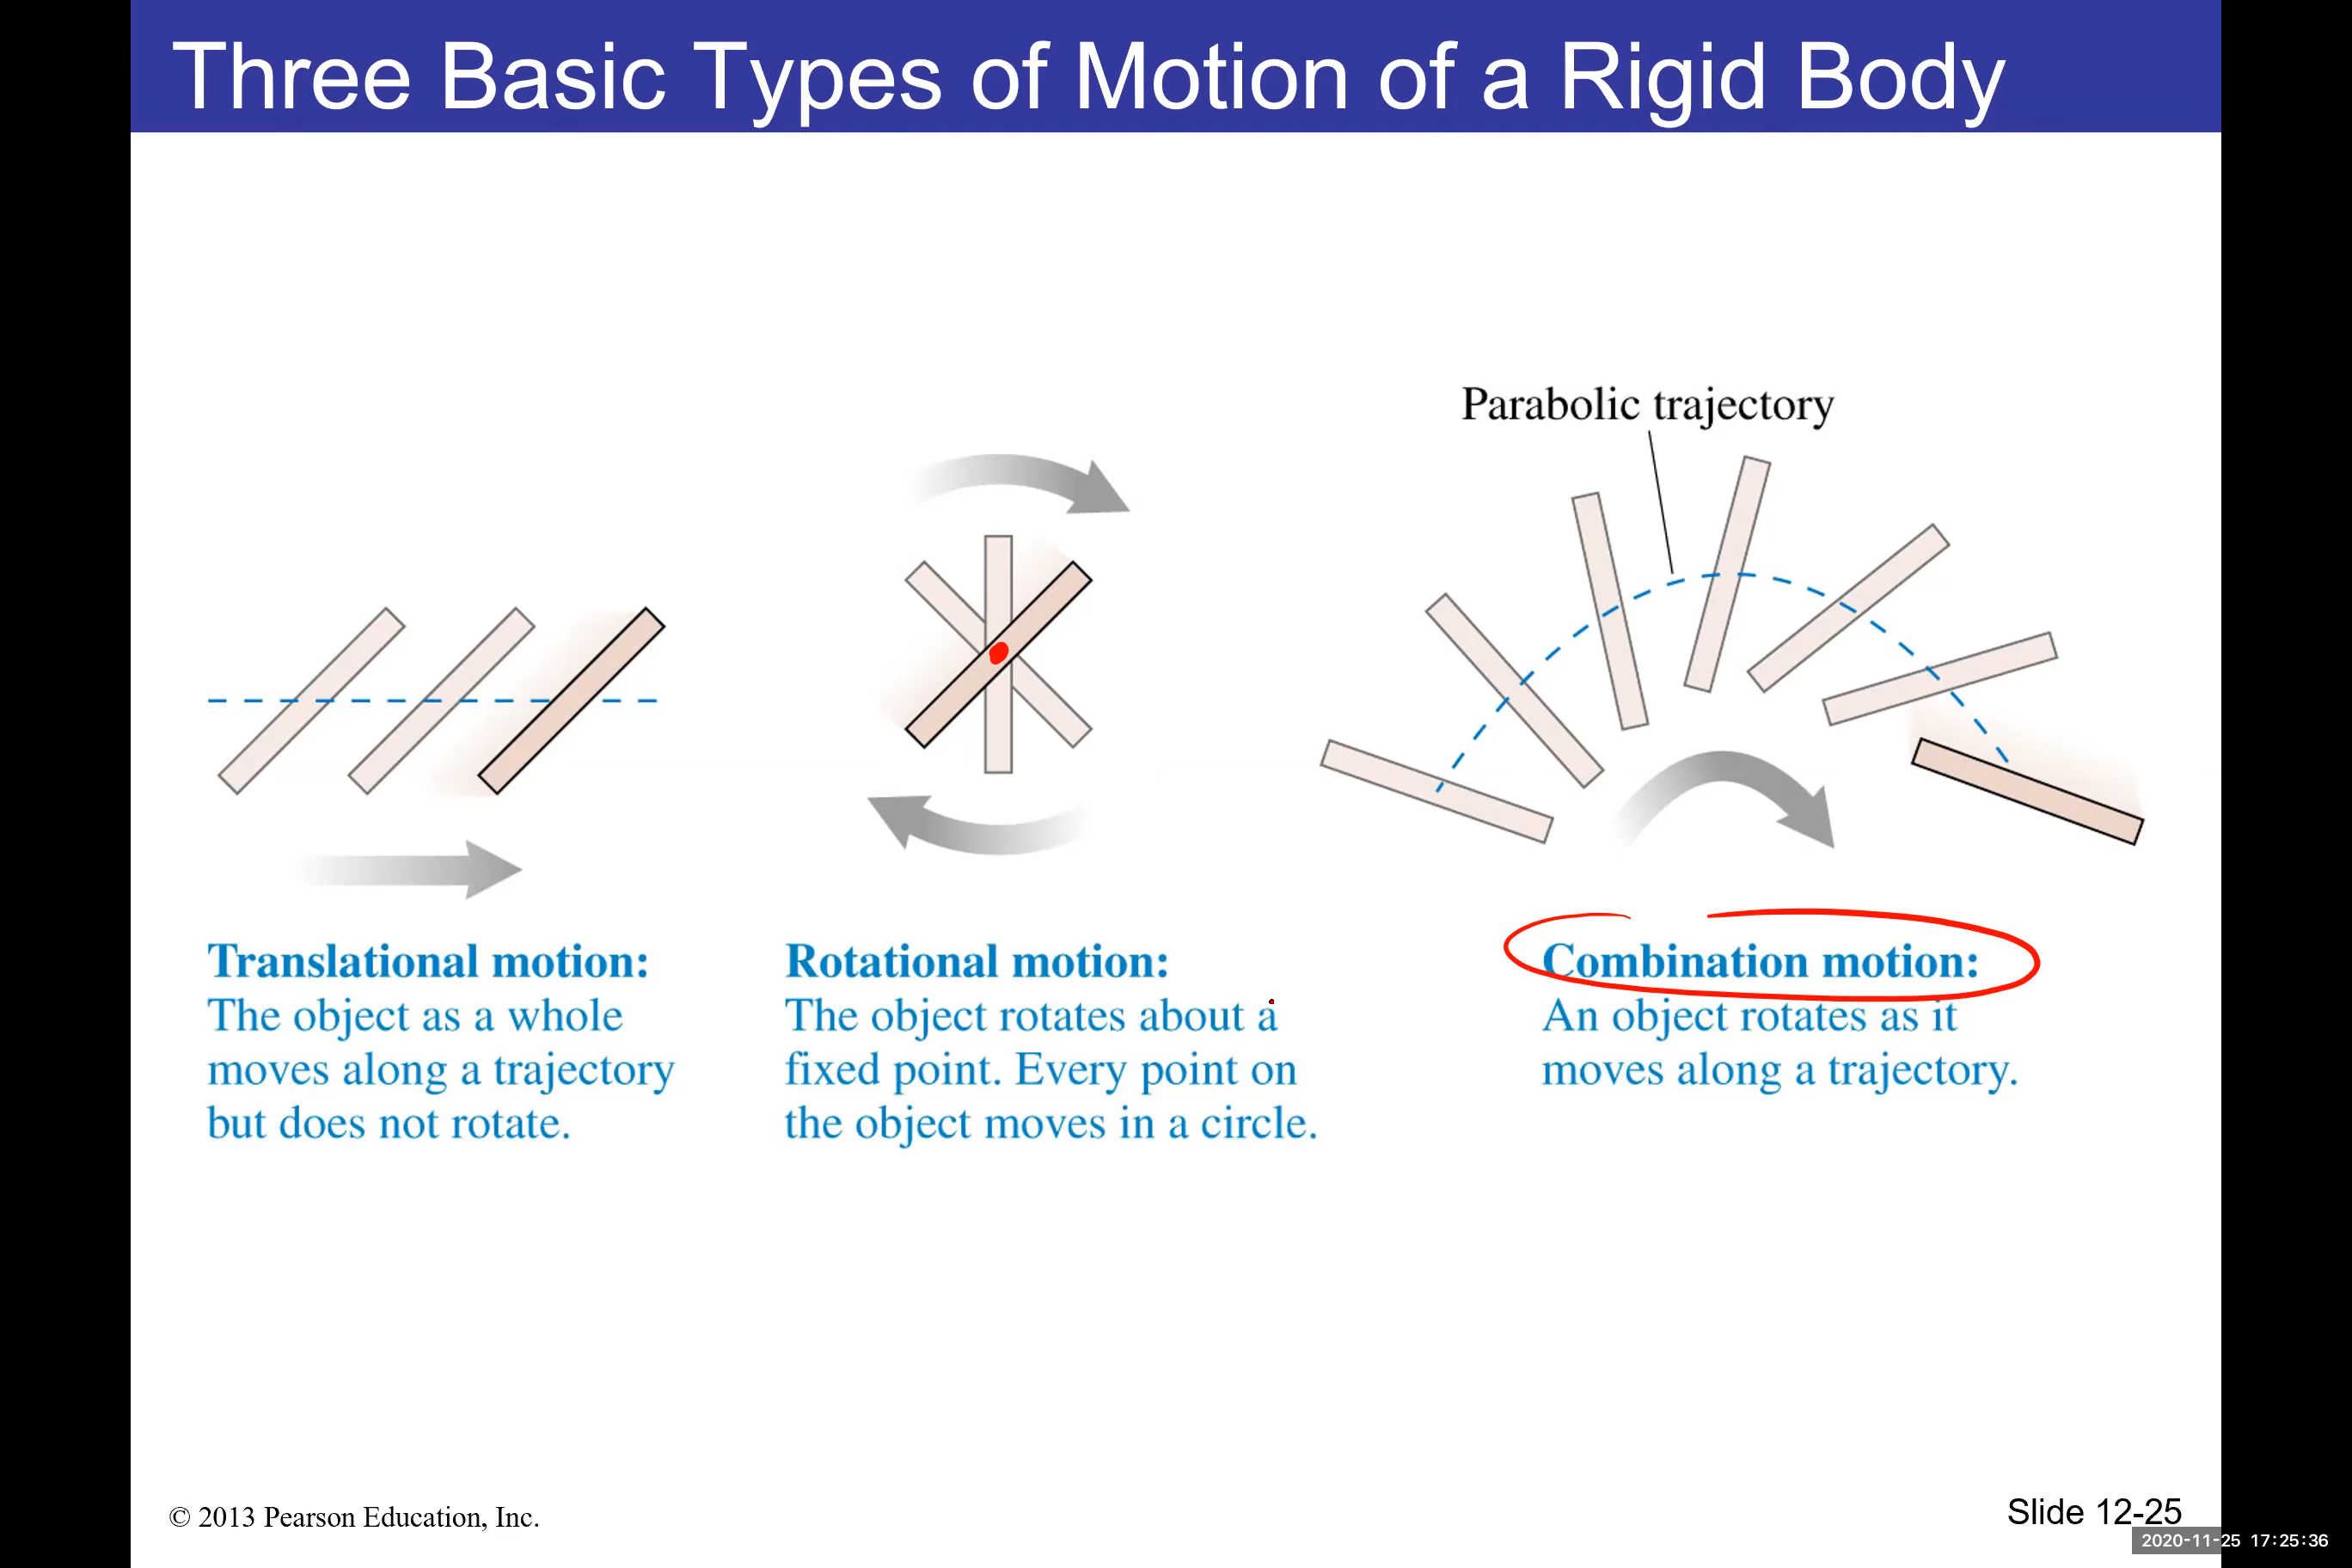 Three Basic Types of Motion of a Rigid Body
Parabolic trajectory
Translational motion:
The object as a whole
moves along a trajectory
but does not rotate.
Rotational motion:
The object rotates about a
fixed point. Every point on
the object moves in a circle.
Combination motion:
An object rotates as it
moves along a trajectory.
© 2013 Pearson Education, Inc.
Slide 12-25
2020-11-25 17:25:36